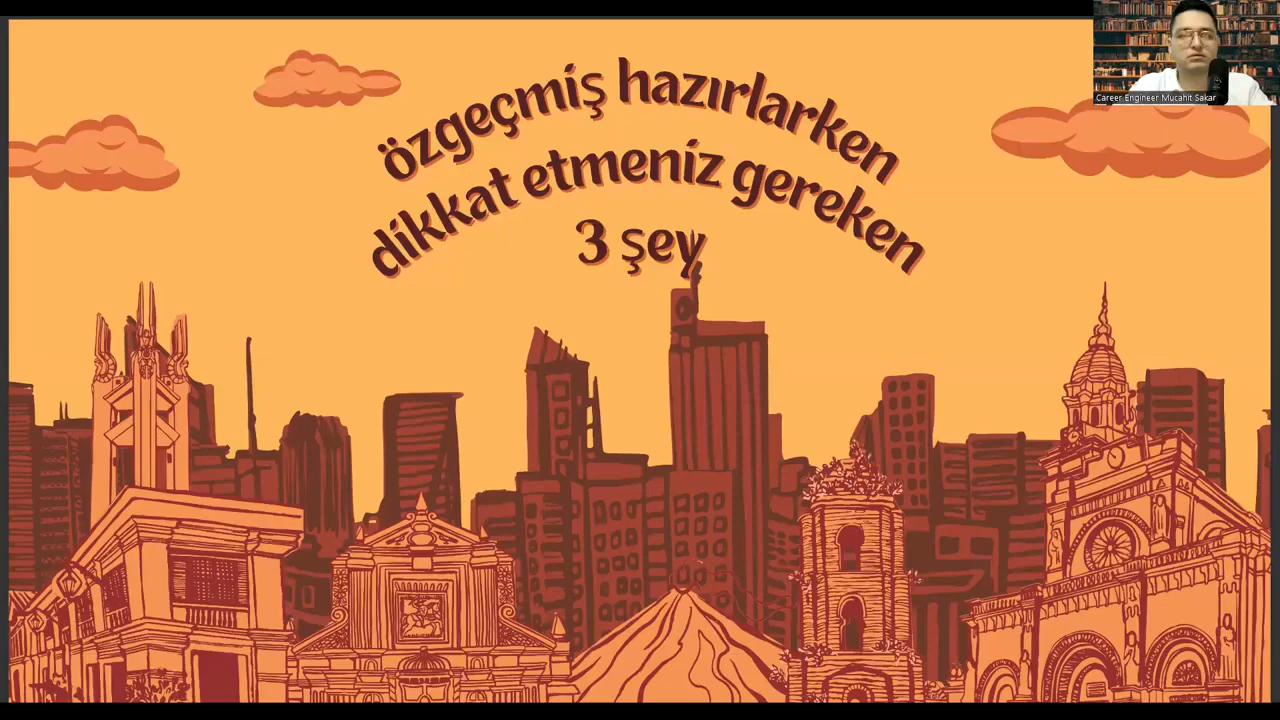 özgeçmiş hazırlarken
dikkat etmeniz gereken
3 şey
Career Engineer Mucahit Sakar